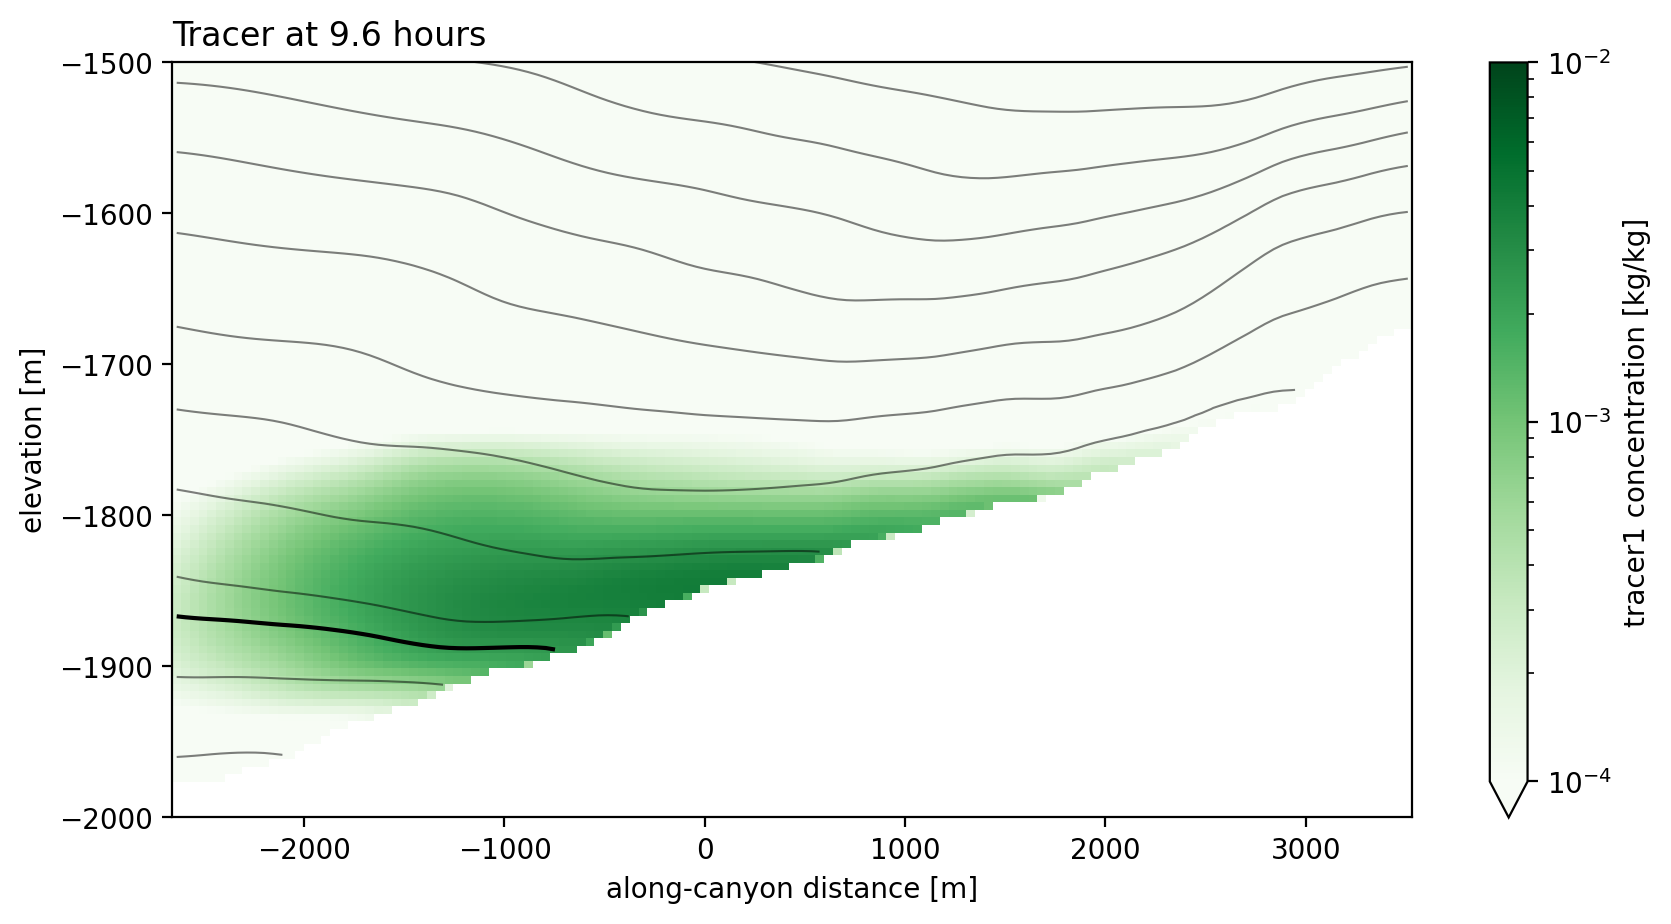 Tracer at 9.6 hours
−1500
−1600
−1700
−1800
−1900
−2000
elevation [m]
−2000 −1000 0 1000 2000 3000
along-canyon distance [m]
10⁻²
10⁻³
10⁻⁴
tracer1 concentration [kg/kg]